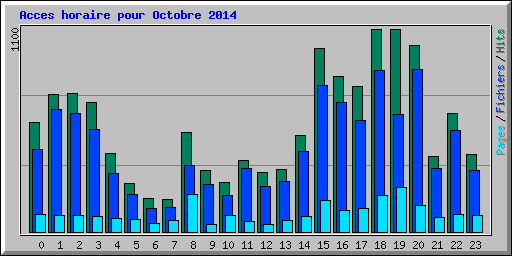 Acces horaire pour Octobre 2014
1100
Pages/Fichiers/Hits
0 1 2 3 4 5 6 7 8 9 10 11 12 13 14 15 16 17 18 19 20 21 22 23